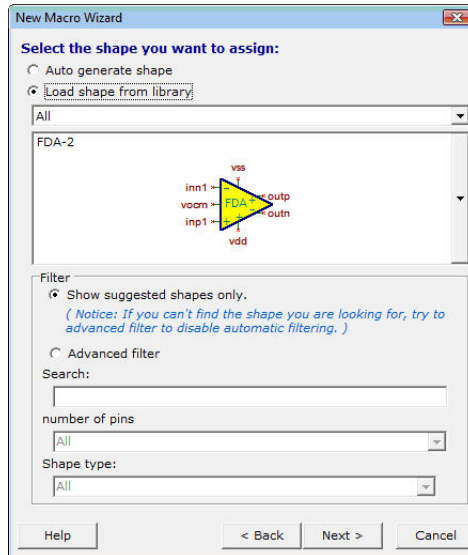 New Macro Wizard
Select the shape you want to assign:
Auto generate shape
Load shape from library
All
FDA-2
vss
inn1
outp
vocm
FDA
outn
inp1
vdd
Filter
Show suggested shapes only.
( Notice: If you can't find the shape you are looking for, try to
advanced filter to disable automatic filtering. )
Advanced filter
Search:
number of pins
All
Shape type:
All
Help
< Back
Next >
Cancel